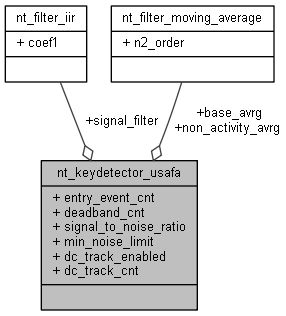 nt_filter_iir
+ coef1
nt_filter_moving_average
+ n2_order
+signal_filter
+base_avrg
+non_activity_avrg
nt_keydetector_usafa
+ entry_event_cnt
+ deadband_cnt
+ signal_to_noise_ratio
+ min_noise_limit
+ dc_track_enabled
+ dc_track_cnt